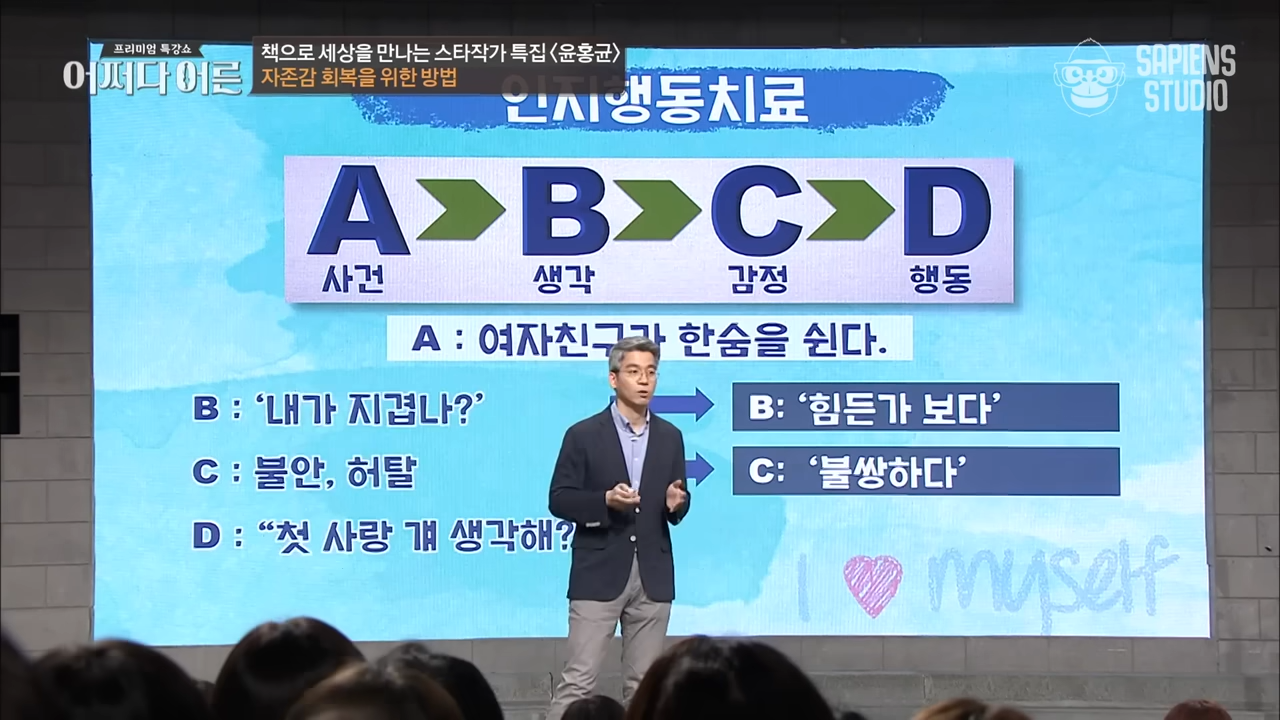 프리미엄 특강쇼
어쩌다 어른
책으로 세상을 만나는 스타작가 특집 〈윤홍균〉
자존감 회복을 위한 방법
SAPIENS
STUDIO
인지행동치료
A B C D
사건 생각 감정 행동
A : 여자친구가 한숨을 쉰다.
B : ‘내가 지겹나?’
B: ‘힘든가 보다’
C : 불안, 허탈
C: ‘불쌍하다’
D : “첫 사랑 걔 생각해?
I myself